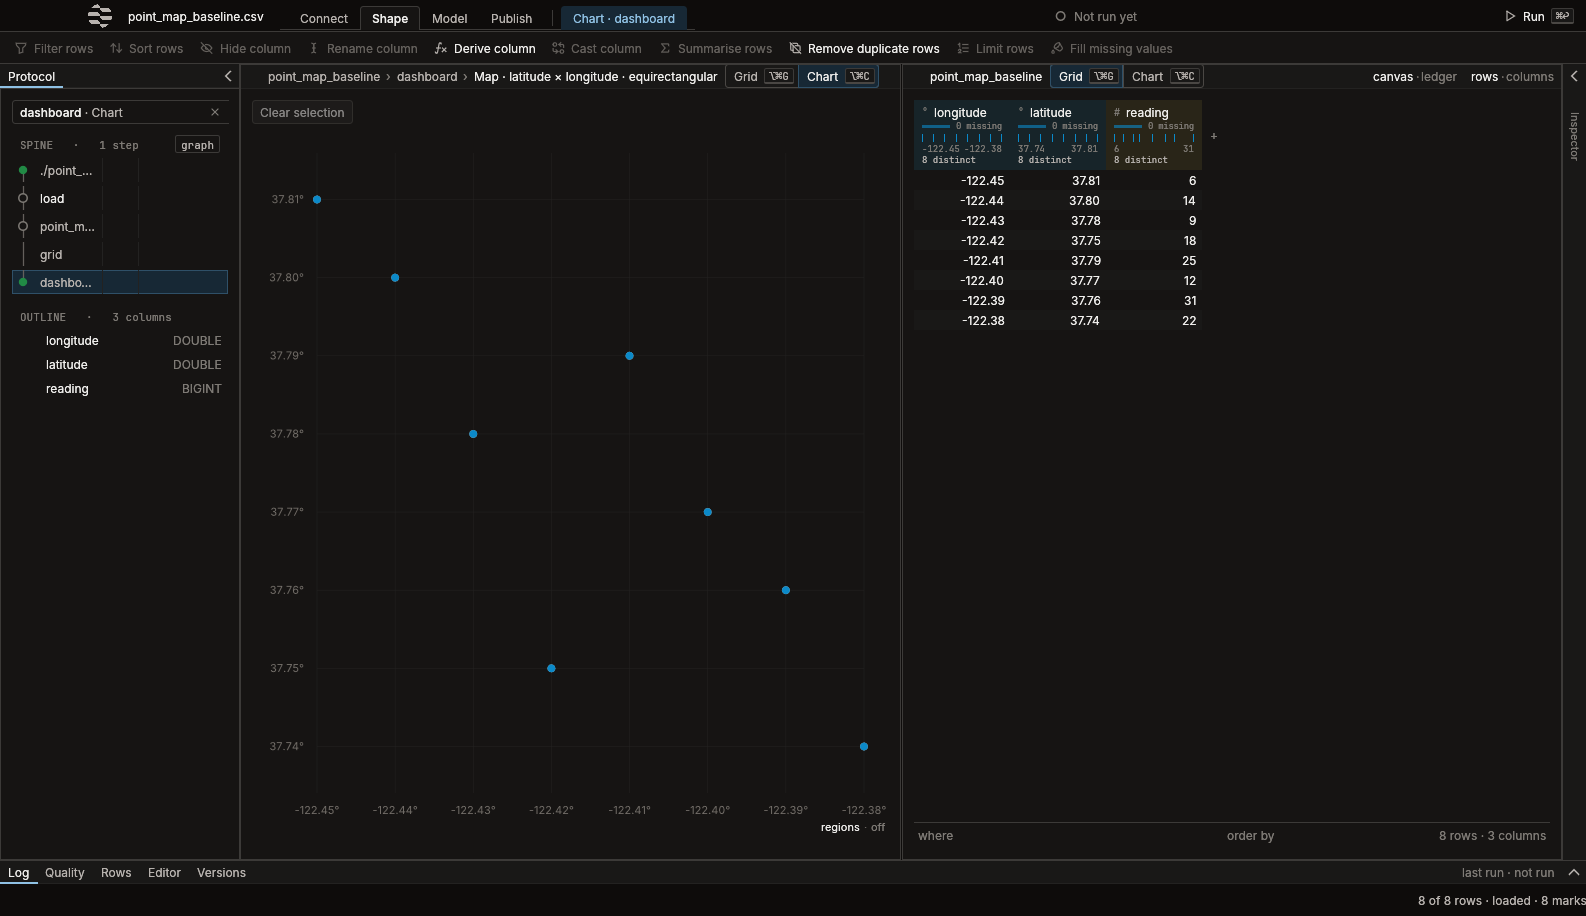 point_map_baseline.csv Connect Shape Model Publish Chart · dashboard Not run yet Run ⌘⏎
Filter rows Sort rows Hide column Rename column Derive column Cast column Summarise rows Remove duplicate rows Limit rows Fill missing values
Protocol
point_map_baseline › dashboard › Map · latitude × longitude · equirectangular Grid ⌥⌘G Chart ⌥⌘C
point_map_baseline Grid ⌥⌘G Chart ⌥⌘C canvas · ledger rows · columns
dashboard · Chart ×
SPINE · 1 step graph
./point_...
load
point_m...
grid
dashbo...
OUTLINE · 3 columns
longitude DOUBLE
latitude DOUBLE
reading BIGINT
Clear selection
37.81°
37.80°
37.79°
37.78°
37.77°
37.76°
37.75°
37.74°
-122.45° -122.44° -122.43° -122.42° -122.41° -122.40° -122.39° -122.38°
regions · off
° longitude ° latitude # reading
0 missing 0 missing 0 missing
-122.45 -122.38 37.74 37.81 6 31
8 distinct 8 distinct 8 distinct
+
-122.45 37.81 6
-122.44 37.80 14
-122.43 37.78 9
-122.42 37.75 18
-122.41 37.79 25
-122.40 37.77 12
-122.39 37.76 31
-122.38 37.74 22
where order by 8 rows · 3 columns
Inspector
Log Quality Rows Editor Versions last run · not run
8 of 8 rows · loaded · 8 marks